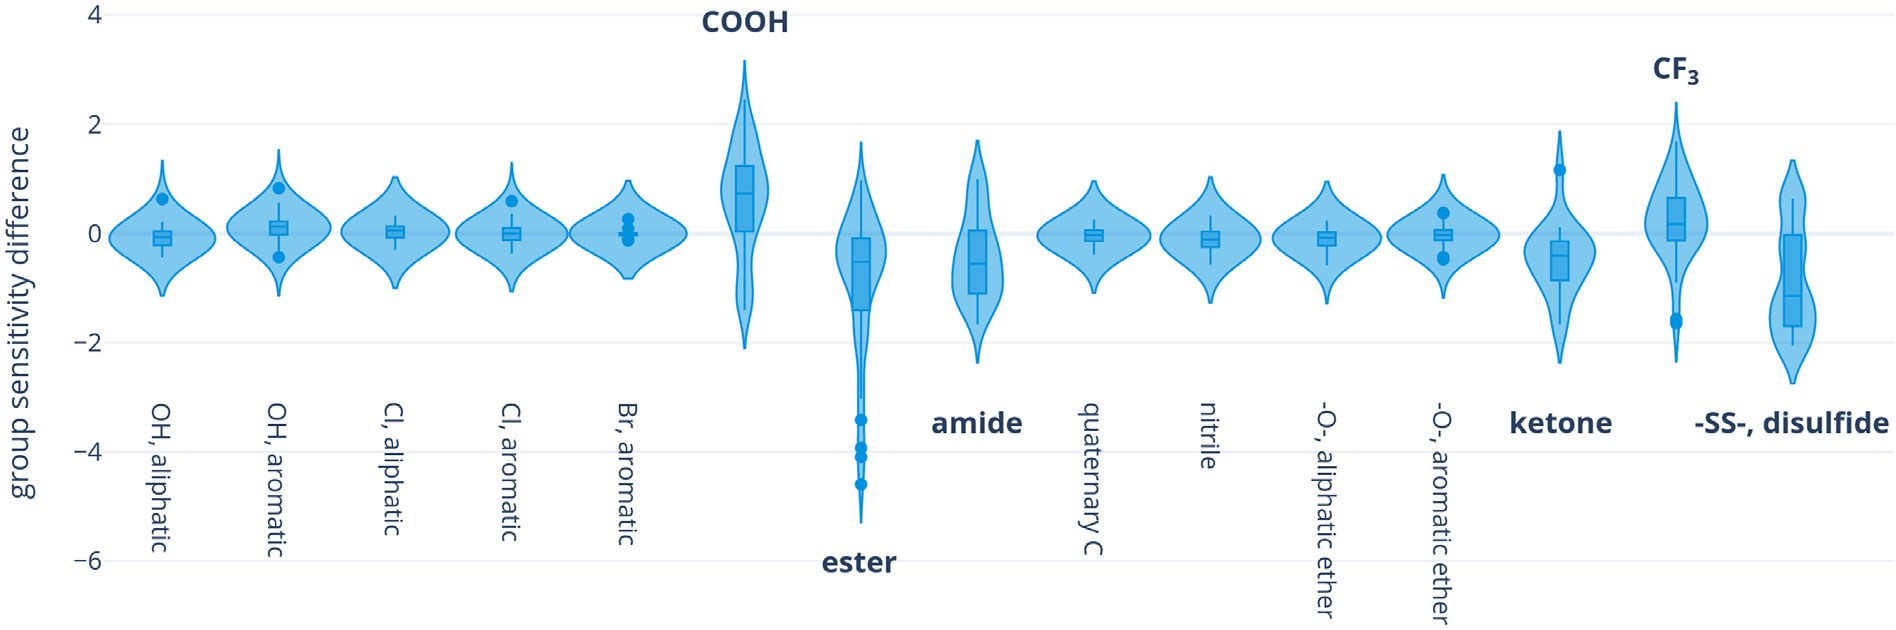 4
2
0
−2
−4
−6
group sensitivity difference
OH, aliphatic
OH, aromatic
Cl, aliphatic
Cl, aromatic
Br, aromatic
COOH
ester
amide
quaternary C
nitrile
-O-, aliphatic ether
-O-, aromatic ether
ketone
CF₃
-SS-, disulfide